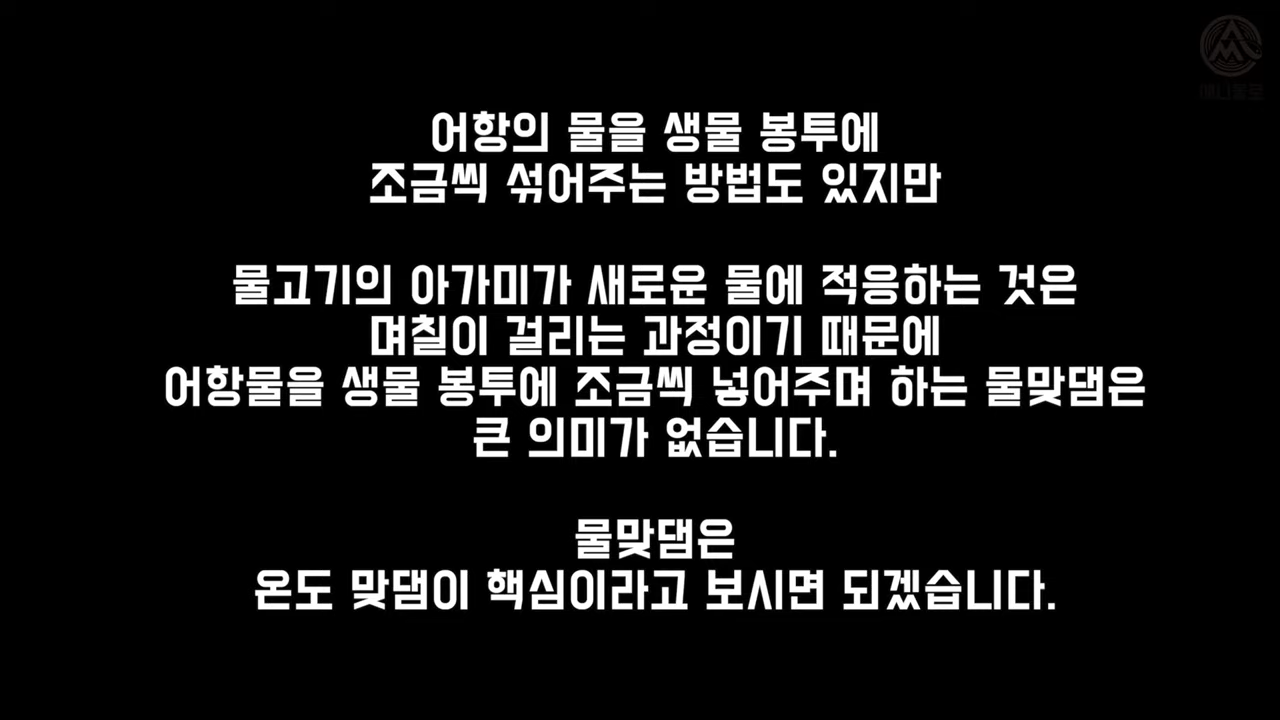 어항의 물을 생물 봉투에
조금씩 섞어주는 방법도 있지만
물고기의 아가미가 새로운 물에 적응하는 것은
며칠이 걸리는 과정이기 때문에
어항물을 생물 봉투에 조금씩 넣어주며 하는 물맞댐은
큰 의미가 없습니다.
물맞댐은
온도 맞댐이 핵심이라고 보시면 되겠습니다.